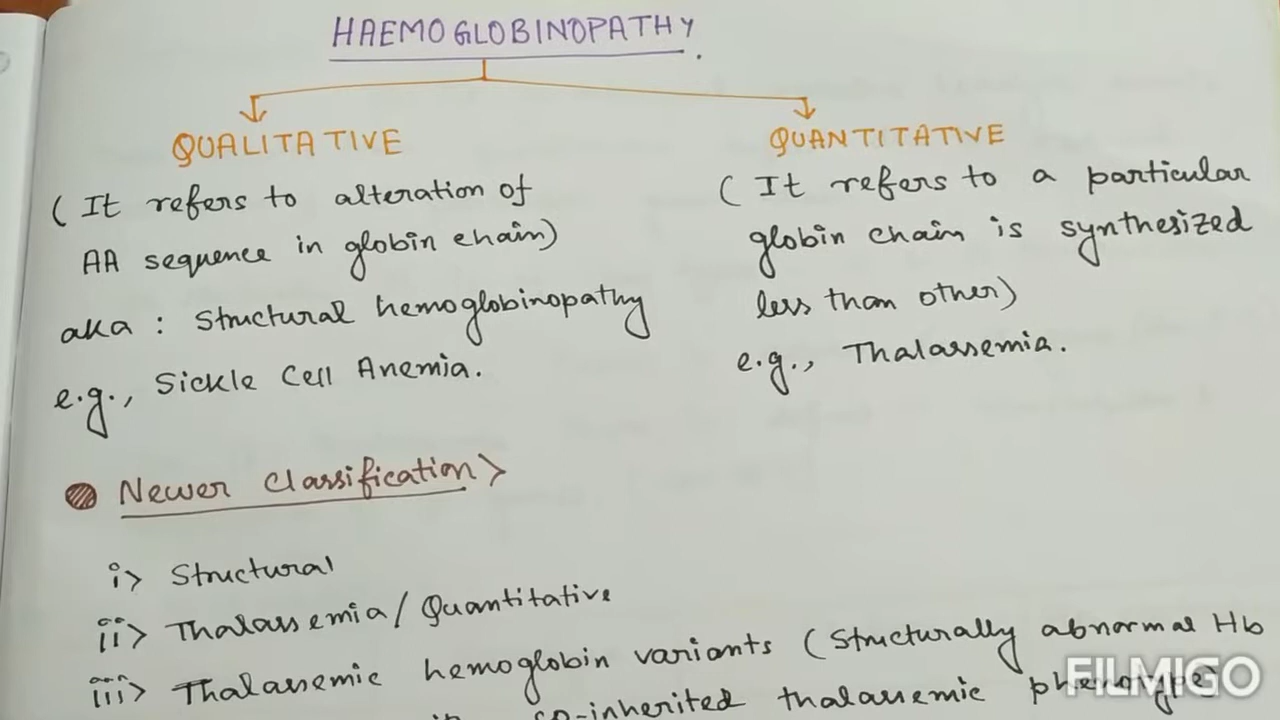 HAEMOGLOBINOPATHY.
QUALITATIVE
(It refers to alteration of
AA sequence in globin chain)
aka : Structural hemoglobinopathy
e.g., Sickle Cell Anemia.
QUANTITATIVE
(It refers to a particular
globin chain is synthesized
less than other)
e.g., Thalassemia.
Newer Classification>
i> Structural
ii> Thalassemia/Quantitative
iii> Thalassemic hemoglobin variants (Structurally abnormal Hb
co-inherited thalassemic phenotype
FILMIGO